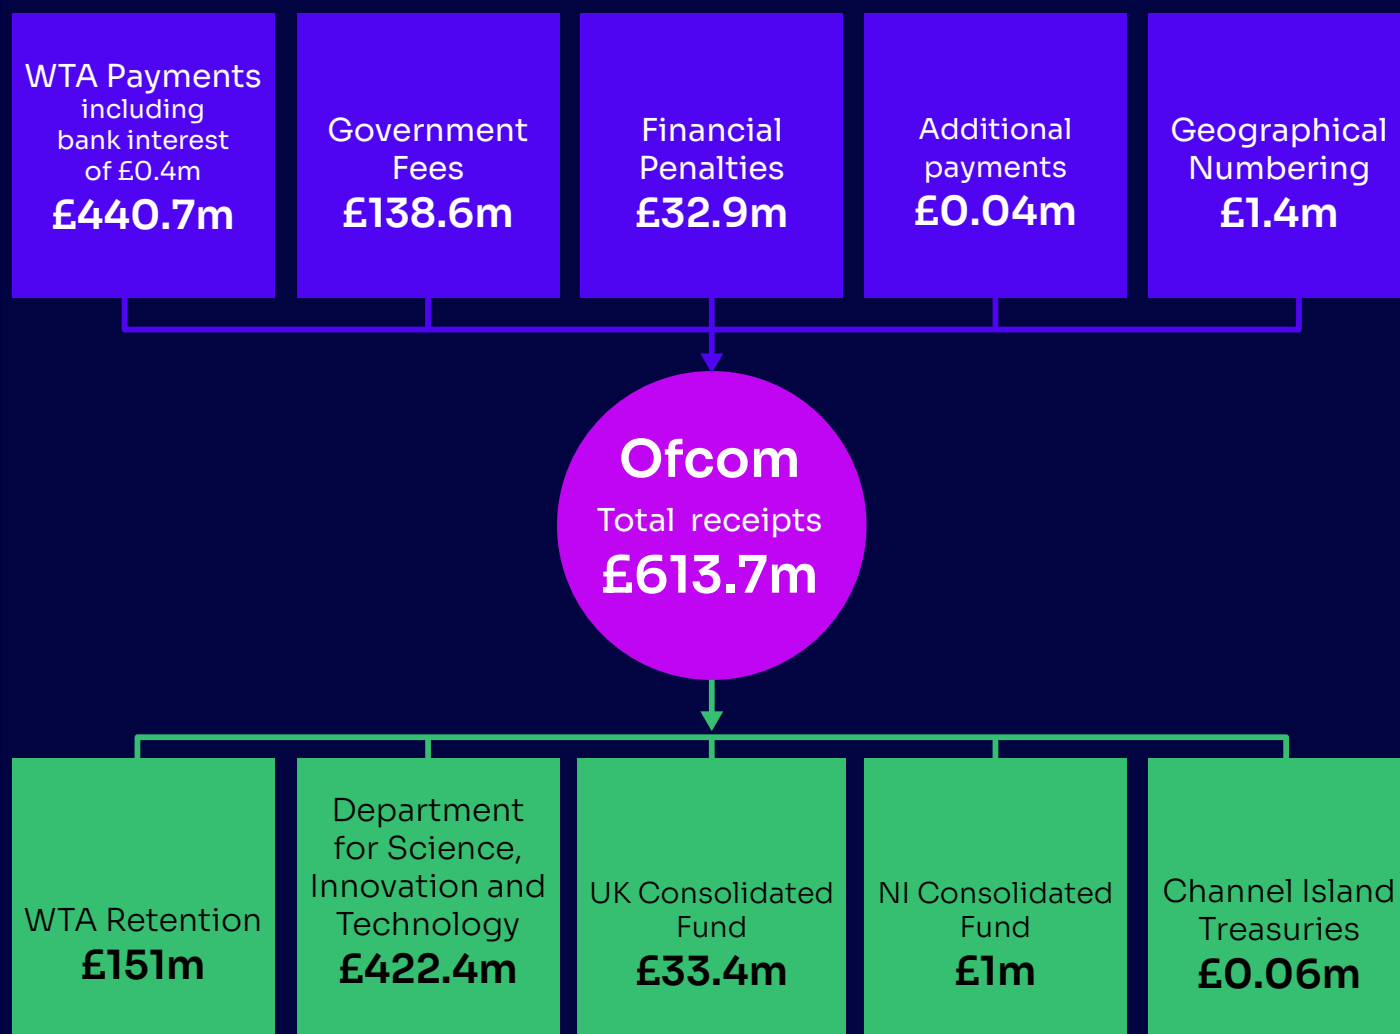 WTA Payments
including
bank interest
of £0.4m
£440.7m
Government
Fees
£138.6m
Financial
Penalties
£32.9m
Additional
payments
£0.04m
Geographical
Numbering
£1.4m
Ofcom
Total receipts
£613.7m
WTA Retention
£151m
Department
for Science,
Innovation and
Technology
£422.4m
UK Consolidated
Fund
£33.4m
NI Consolidated
Fund
£1m
Channel Island
Treasuries
£0.06m